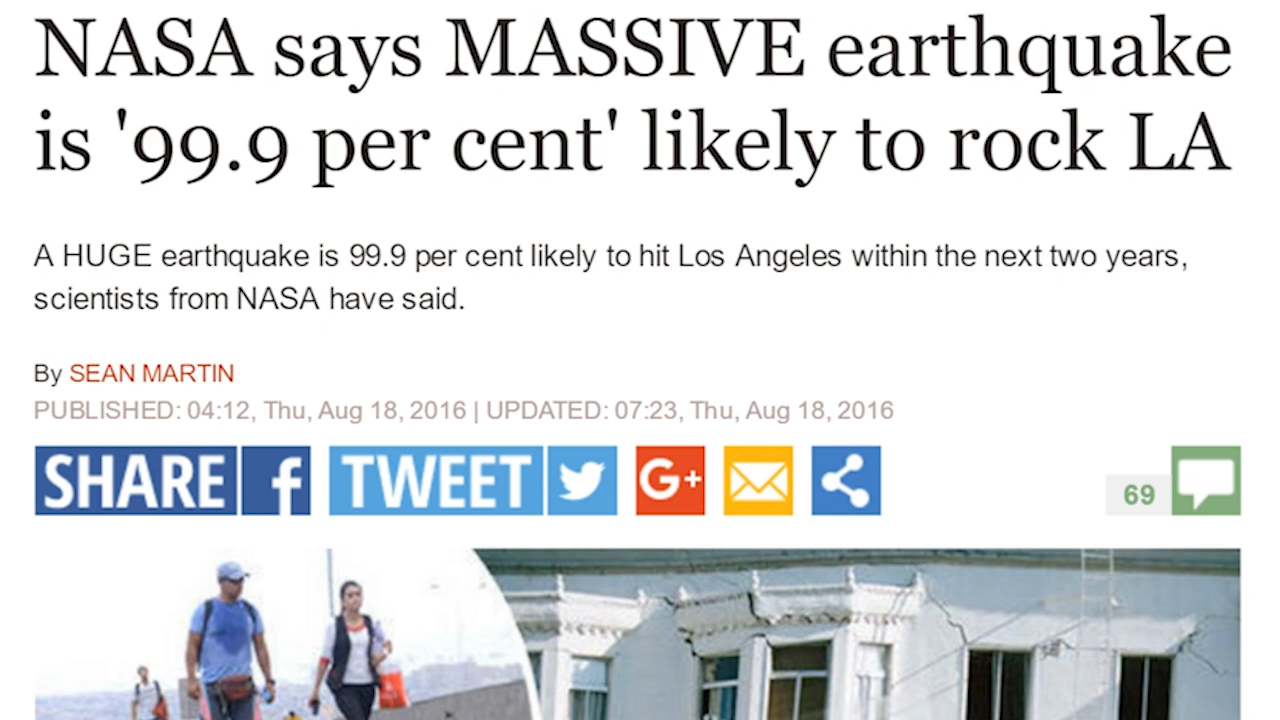 NASA says MASSIVE earthquake
is '99.9 per cent' likely to rock LA
A HUGE earthquake is 99.9 per cent likely to hit Los Angeles within the next two years,
scientists from NASA have said.
By SEAN MARTIN
PUBLISHED: 04:12, Thu, Aug 18, 2016 | UPDATED: 07:23, Thu, Aug 18, 2016
SHARE f TWEET G+ 69